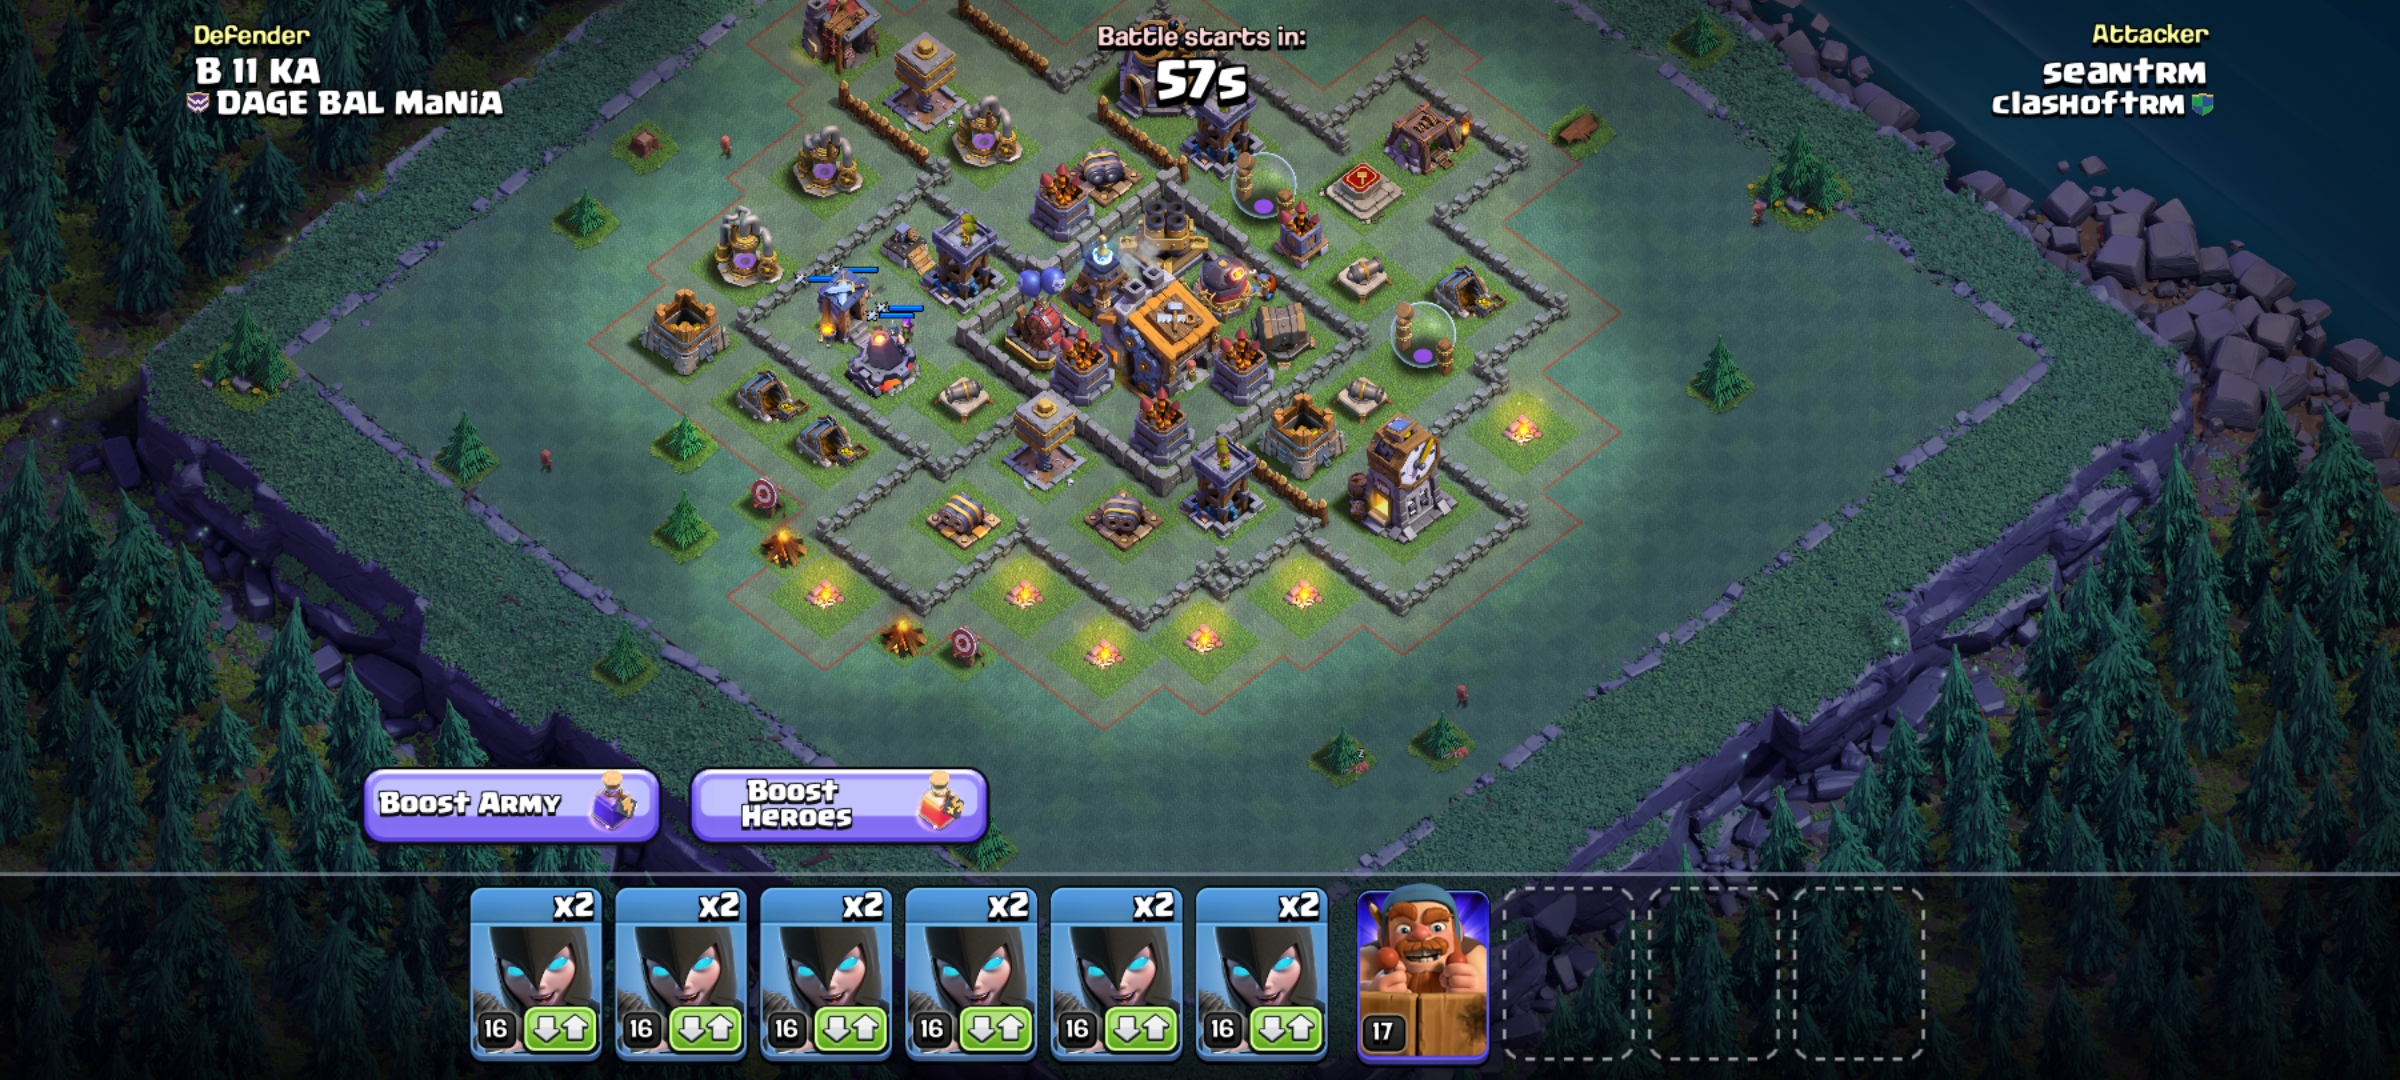 Defender
B 11 KA
DAGE BAL MaNiA
Battle starts in:
57s
Attacker
seantRM
clashoftRM
Boost Army
Boost
Heroes
x2
x2
x2
x2
x2
x2
16
16
16
16
16
16
17